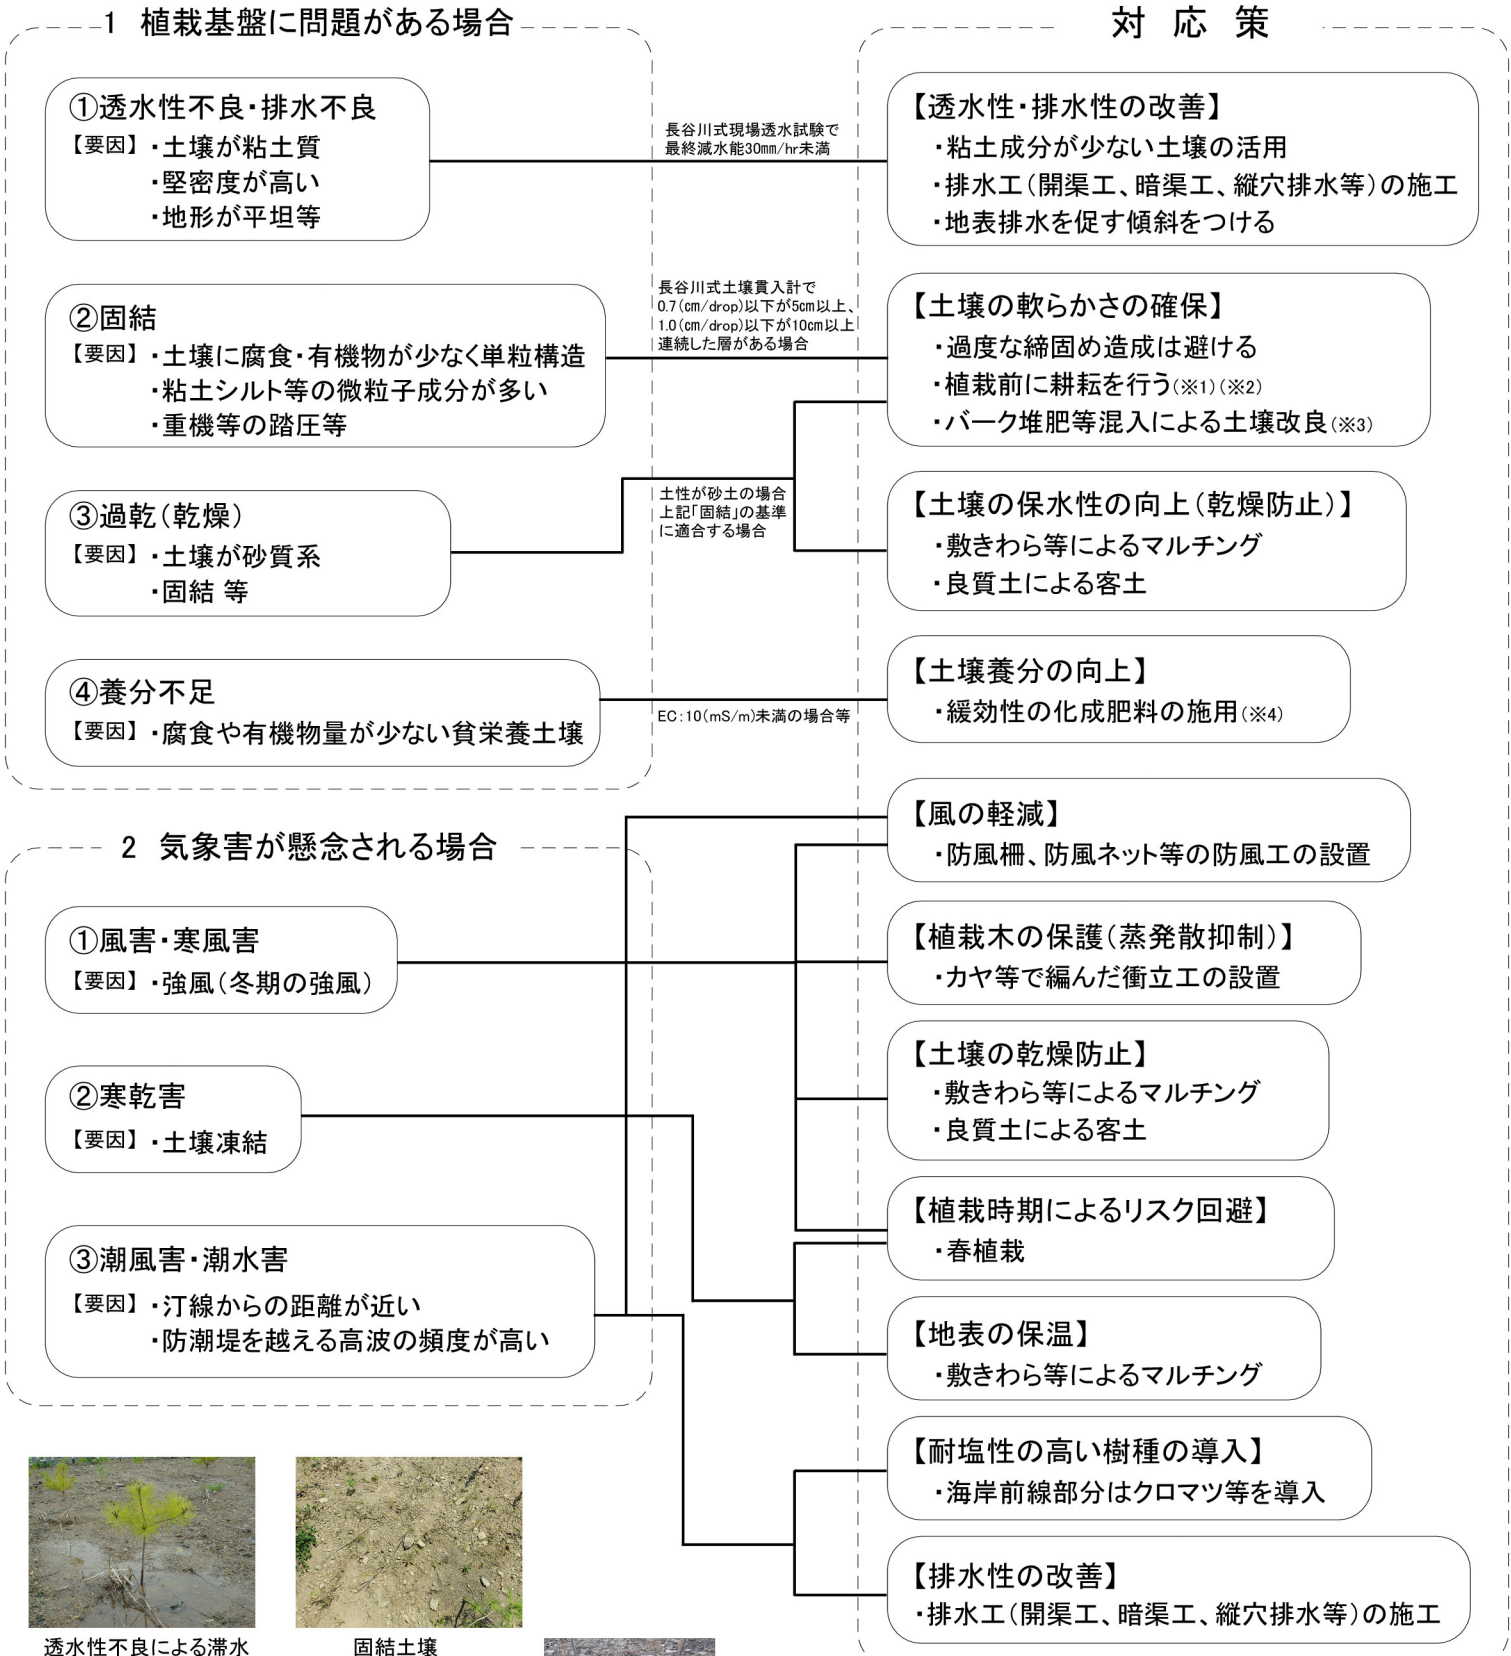 1 植栽基盤に問題がある場合
①透水性不良・排水不良
【要因】・土壌が粘土質
・堅密度が高い
・地形が平坦等
②固結
【要因】・土壌に腐食・有機物が少なく単粒構造
・粘土シルト等の微粒子成分が多い
・重機等の踏圧等
③過乾(乾燥)
【要因】・土壌が砂質系
・固結 等
④養分不足
【要因】・腐食や有機物量が少ない貧栄養土壌
長谷川式現場透水試験で
最終減水能30mm/hr未満
長谷川式土壌貫入計で
0.7(cm/drop)以下が5cm以上、
1.0(cm/drop)以下が10cm以上
連続した層がある場合
土性が砂土の場合
上記「固結」の基準
に適合する場合
EC:10(mS/m)未満の場合等
2 気象害が懸念される場合
①風害・寒風害
【要因】・強風(冬期の強風)
②寒乾害
【要因】・土壌凍結
③潮風害・潮水害
【要因】・汀線からの距離が近い
・防潮堤を越える高波の頻度が高い
対応策
【透水性・排水性の改善】
・粘土成分が少ない土壌の活用
・排水工(開渠工、暗渠工、縦穴排水等)の施工
・地表排水を促す傾斜をつける
【土壌の軟らかさの確保】
・過度な締固め造成は避ける
・植栽前に耕耘を行う(※1)(※2)
・バーク堆肥等混入による土壌改良(※3)
【土壌の保水性の向上(乾燥防止)】
・敷きわら等によるマルチング
・良質土による客土
【土壌養分の向上】
・緩効性の化成肥料の施用(※4)
【風の軽減】
・防風柵、防風ネット等の防風工の設置
【植栽木の保護(蒸発散抑制)】
・カヤ等で編んだ衝立工の設置
【土壌の乾燥防止】
・敷きわら等によるマルチング
・良質土による客土
【植栽時期によるリスク回避】
・春植栽
【地表の保温】
・敷きわら等によるマルチング
【耐塩性の高い樹種の導入】
・海岸前線部分はクロマツ等を導入
【排水性の改善】
・排水工(開渠工、暗渠工、縦穴排水等)の施工
透水性不良による滞水
固結土壌